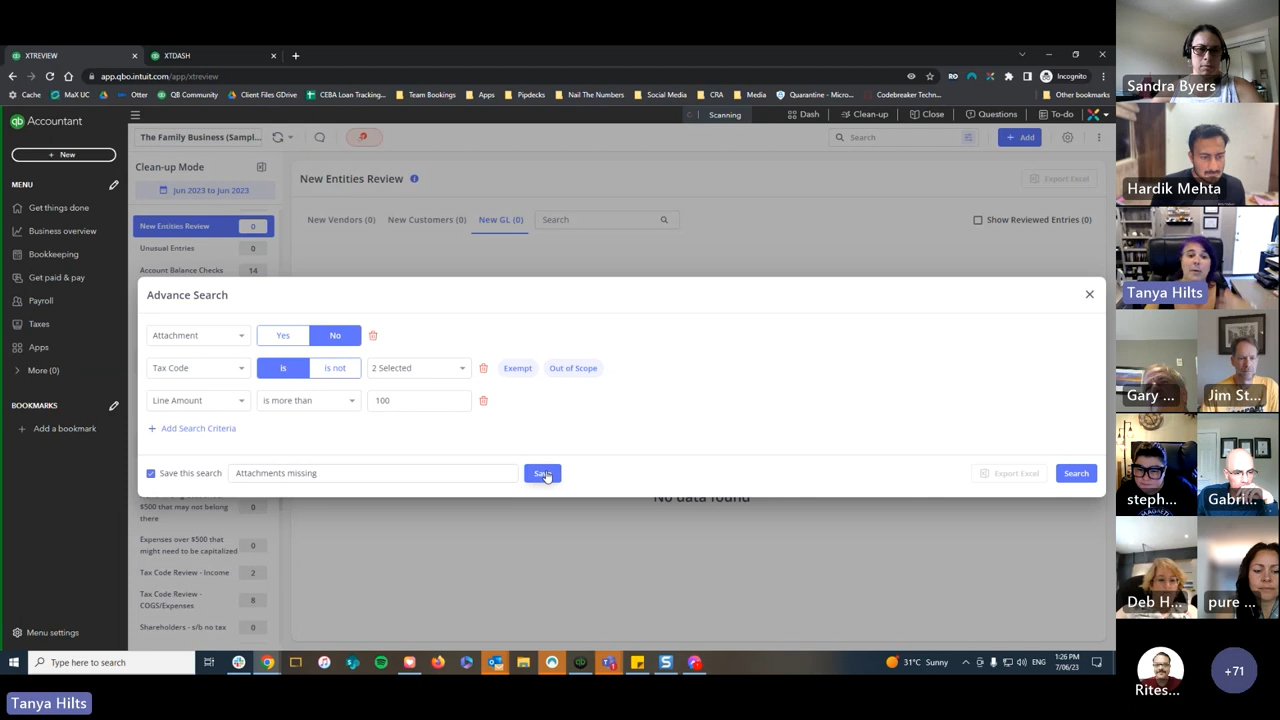 XTREVIEW
XTDASH
app.qbo.intuit.com/app/xtreview
Incognito
Cache
MaX UC
Otter
QB Community
Client Files GDrive
CEBA Loan Tracking...
Team Bookings
Apps
Pipdecks
Nail The Numbers
Social Media
CRA
Media
Quarantine - Micro...
Codebreaker Techn...
Other bookmarks
qb Accountant
Scanning
Dash
Clean-up
Close
Questions
To-do
+ New
The Family Business (Sampl...
Search
+ Add
MENU
Get things done
Business overview
Bookkeeping
Get paid & pay
Payroll
Taxes
Apps
More (0)
BOOKMARKS
+ Add a bookmark
Menu settings
Clean-up Mode
Jun 2023 to Jun 2023
New Entities Review 0
Unusual Entries 0
Account Balance Checks 14
New Entities Review
Export Excel
New Vendors (0)
New Customers (0)
New GL (0)
Search
Show Reviewed Entries (0)
Advance Search
Attachment Yes No
Tax Code is is not 2 Selected Exempt Out of Scope
Line Amount is more than 100
+ Add Search Criteria
Save this search Attachments missing Save
Export Excel Search
No data found
$500 that may not belong
there
0
Expenses over $500 that
might need to be capitalized
0
Tax Code Review - Income 2
Tax Code Review -
COGS/Expenses
8
Shareholders - s/b no tax 0
Type here to search
31°C Sunny
ENG
1:26 PM
7/06/23
Tanya Hilts
Sandra Byers
Hardik Mehta
Tanya Hilts
Gary ...
Jim St...
steph...
Gabri...
Deb H...
pure ...
Rites...
+71